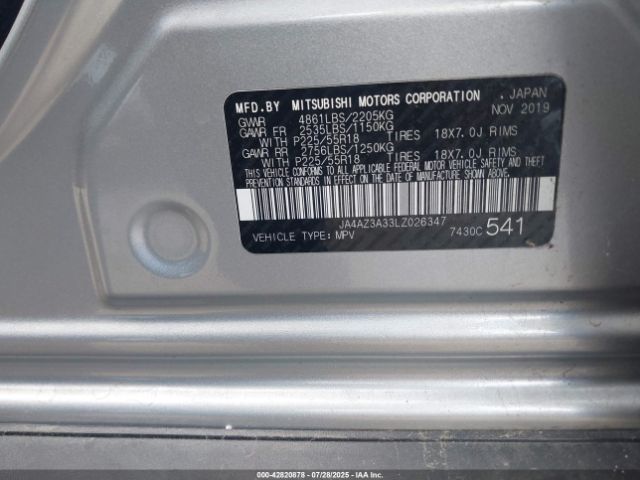 MFD.BY MITSUBISHI MOTORS CORPORATION . JAPAN
GVWR 4861LBS/2205KG NOV 2019
GAWR FR 2535LBS/1150KG
WITH P225/55R18 TIRES 18X7.0J RIMS
GAWR RR 2756LBS/1250KG
WITH P225/55R18 TIRES 18X7.0J RIMS
THIS VEHICLE CONFORMS TO ALL APPLICABLE FEDERAL MOTOR VEHICLE SAFETY AND THEFT
PREVENTION STANDARDS IN EFFECT ON THE DATE OF MANUFACTURE SHOWN ABOVE.
JA4AZ3A33LZ026347
VEHICLE TYPE: MPV 7430C 541
000-42820878 - 07/28/2025 - IAAI.COM